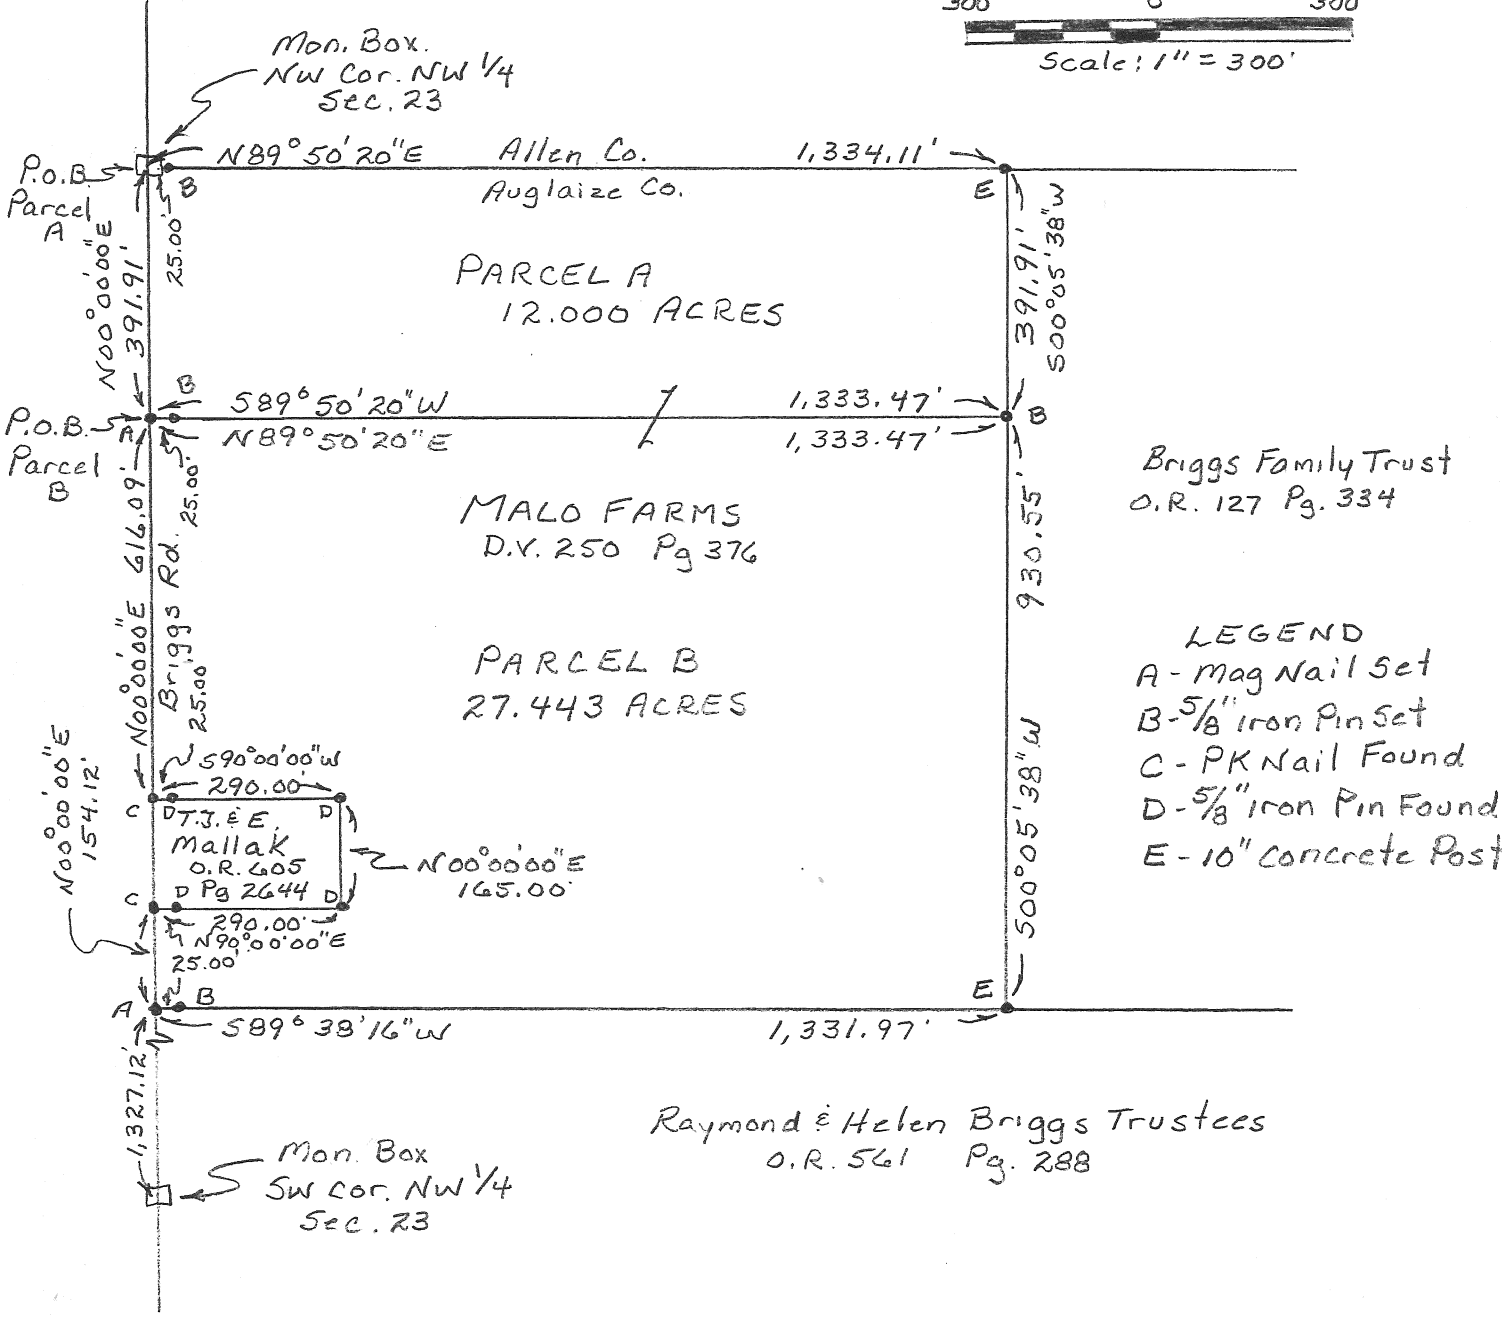 300 0 300
Scale: 1" = 300'
Mon. Box.
NW Cor. NW 1/4
Sec. 23
P.O.B.
Parcel
A
N89°50'20"E
Allen Co.
1,334.11'
Auglaize Co.
B
E
25.00'
N00°00'00"E
391.91'
PARCEL A
12.000 ACRES
391.91'
S00°05'38"W
P.O.B.
Parcel
B
A
B
S89°50'20"W
1,333.47'
B
N89°50'20"E
1,333.47'
25.00'
N00°00'00"E 616.09'
Briggs Rd.
25.00'
MALO FARMS
D.V. 250 Pg 376
930.55'
S00°05'38"W
Briggs Family Trust
O.R. 127 Pg. 334
PARCEL B
27.443 ACRES
LEGEND
A - Mag Nail Set
B - 5/8" iron Pin Set
C - PK Nail Found
D - 5/8" iron Pin Found
E - 10" Concrete Post
N00°00'00"E
154.12'
S90°00'00"W
290.00'
C
D
D
T.J. & E.
Mallak
O.R. 605
Pg 2644
N00°00'00"E
165.00'
C
D
D
290.00'
N90°00'00"E
25.00'
A
B
E
S89°38'16"W
1,331.97'
1,327.12'
Raymond & Helen Briggs Trustees
O.R. 561 Pg. 288
Mon. Box
SW Cor. NW 1/4
Sec. 23